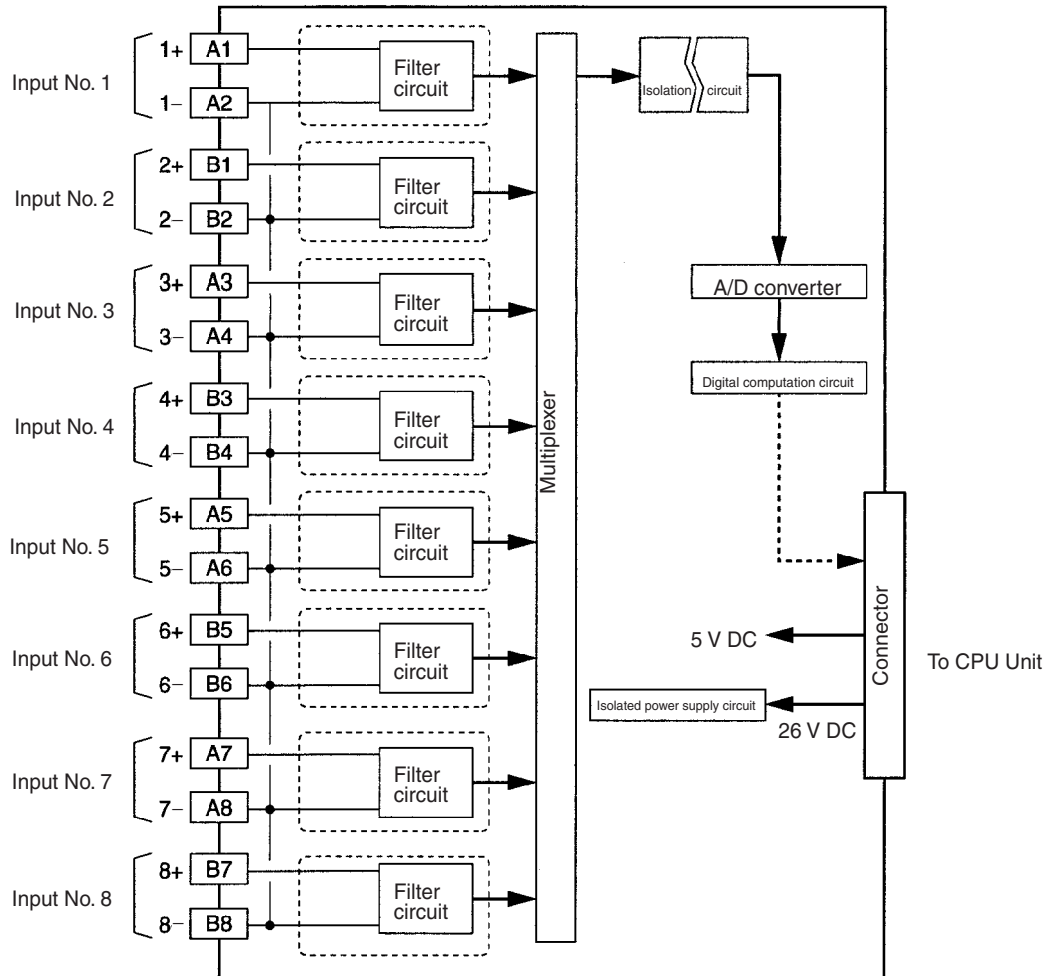 Input No. 1
1+
A1
1−
A2
Filter
circuit
Input No. 2
2+
B1
2−
B2
Filter
circuit
Input No. 3
3+
A3
3−
A4
Filter
circuit
Input No. 4
4+
B3
4−
B4
Filter
circuit
Input No. 5
5+
A5
5−
A6
Filter
circuit
Input No. 6
6+
B5
6−
B6
Filter
circuit
Input No. 7
7+
A7
7−
A8
Filter
circuit
Input No. 8
8+
B7
8−
B8
Filter
circuit
Multiplexer
Isolation circuit
A/D converter
Digital computation circuit
5 V DC
Isolated power supply circuit
26 V DC
Connector
To CPU Unit